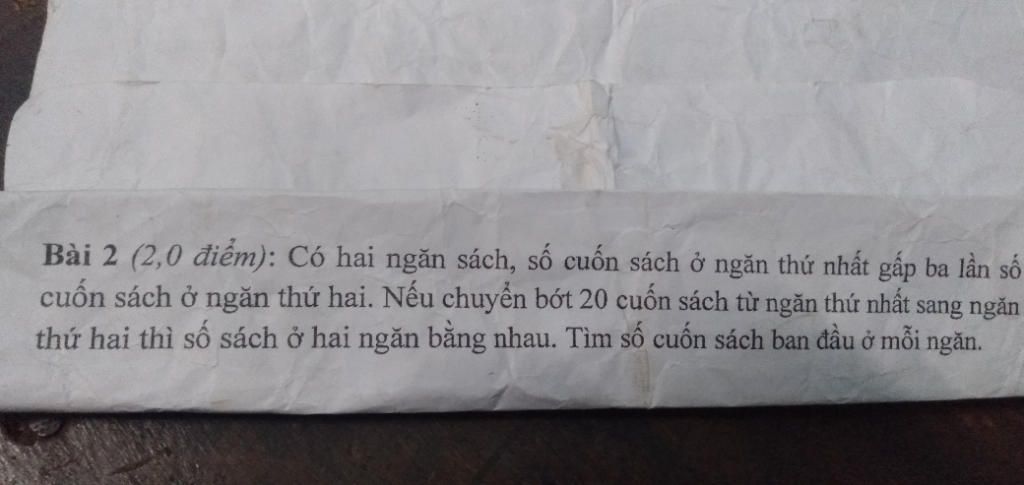 Bài 2 (2,0 điểm): Có hai ngăn sách, số cuốn sách ở ngăn thứ nhất gấp ba lần số
cuốn sách ở ngăn thứ hai. Nếu chuyển bớt 20 cuốn sách từ ngăn thứ nhất sang ngăn
thứ hai thì số sách ở hai ngăn bằng nhau. Tìm số cuốn sách ban đầu ở mỗi ngăn.